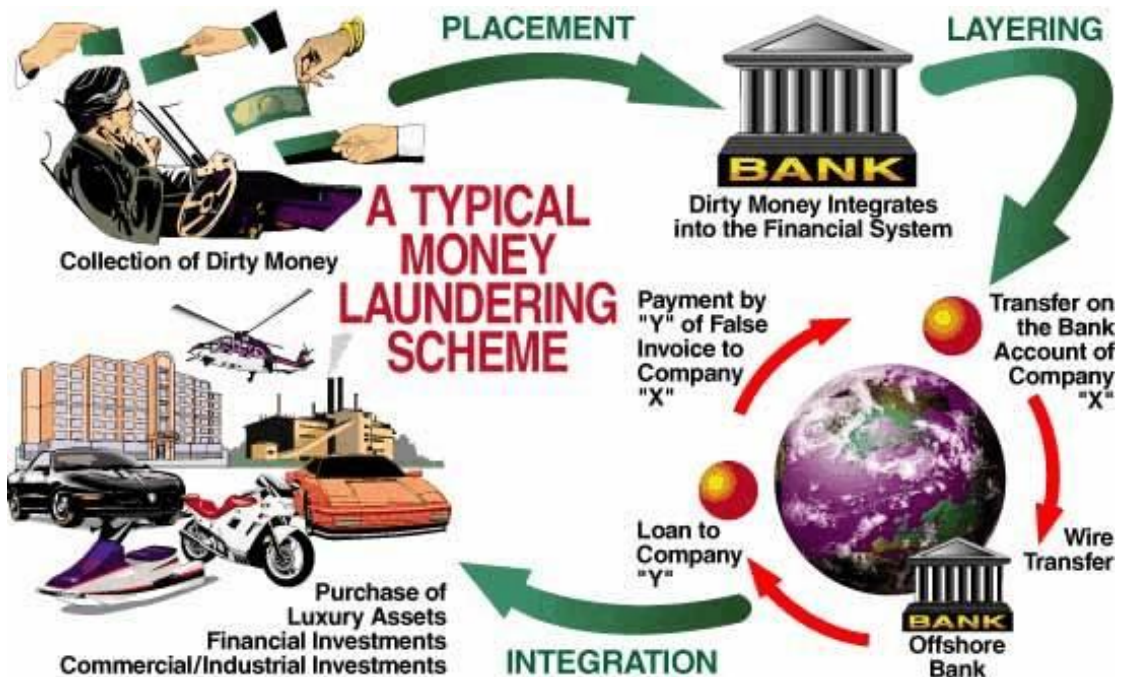 PLACEMENT
LAYERING
BANK
Dirty Money Integrates
into the Financial System
Collection of Dirty Money
A TYPICAL
MONEY
LAUNDERING
SCHEME
Payment by
"Y" of False
Invoice to
Company
"X"
Transfer on
the Bank
Account of
Company
"X"
Loan to
Company
"Y"
Wire
Transfer
BANK
Offshore
Bank
Purchase of
Luxury Assets
Financial Investments
Commercial/Industrial Investments
INTEGRATION